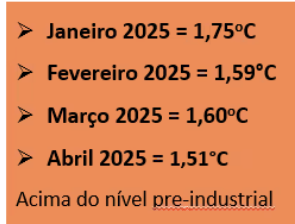 ➢ Janeiro 2025 = 1,75ºC
➢ Fevereiro 2025 = 1,59°C
➢ Março 2025 = 1,60ºC
➢ Abril 2025 = 1,51°C
Acima do nível pre-industrial